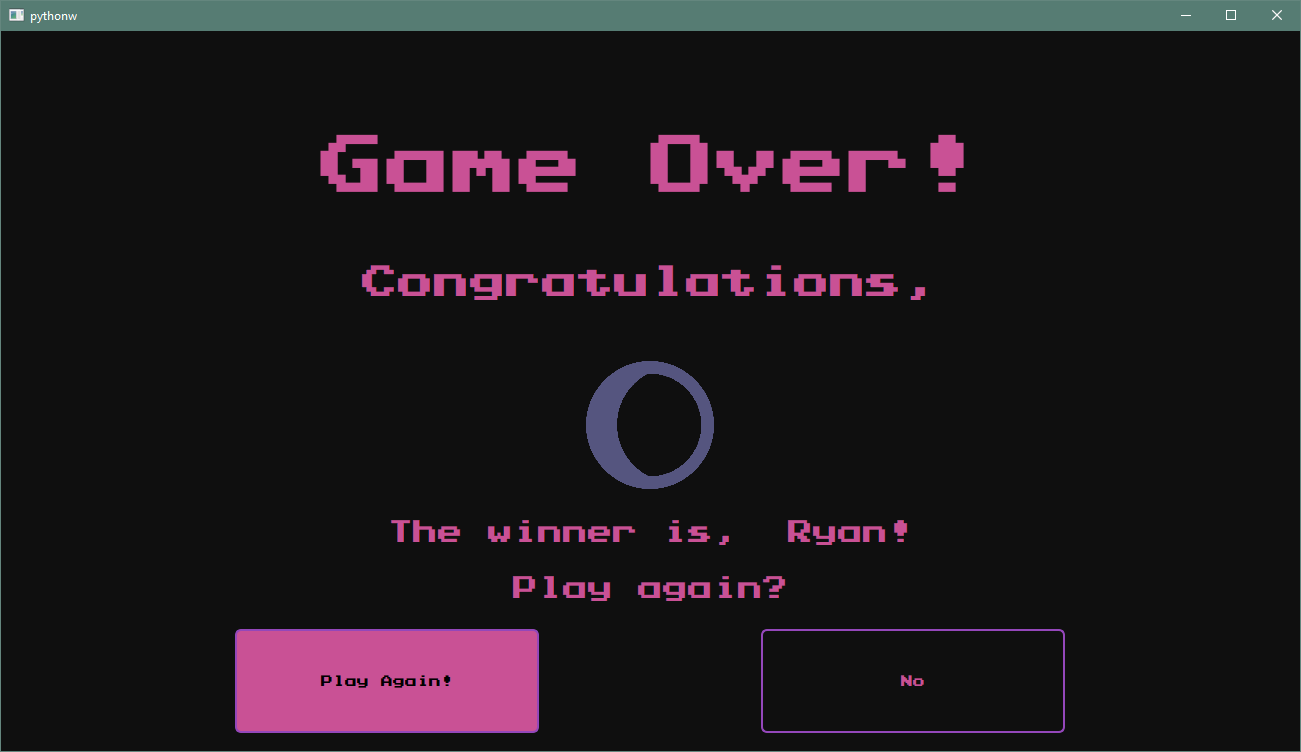 pythonw
Game Over!
Congratulations,
The winner is, Ryan!
Play again?
Play Again!
No